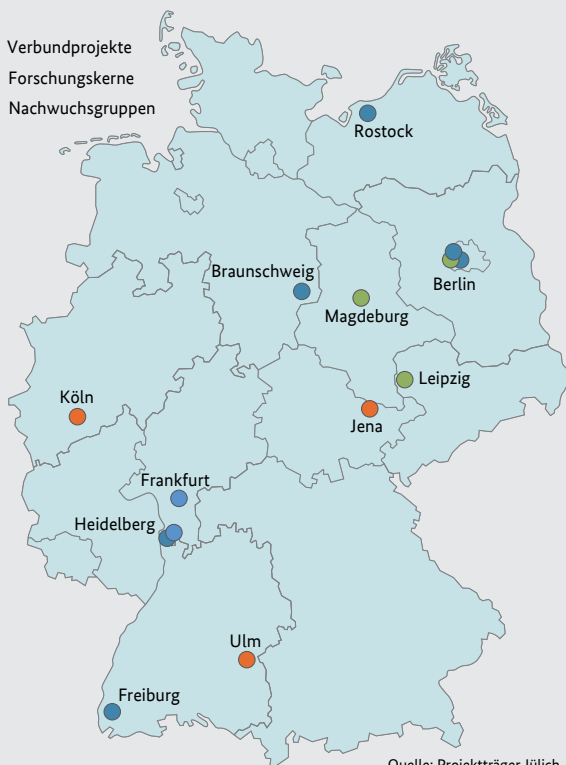 Verbundprojekte
Forschungskerne
Nachwuchsgruppen
Rostock
Braunschweig
Berlin
Magdeburg
Leipzig
Köln
Jena
Frankfurt
Heidelberg
Ulm
Freiburg
Quelle: Projektträger Jülich